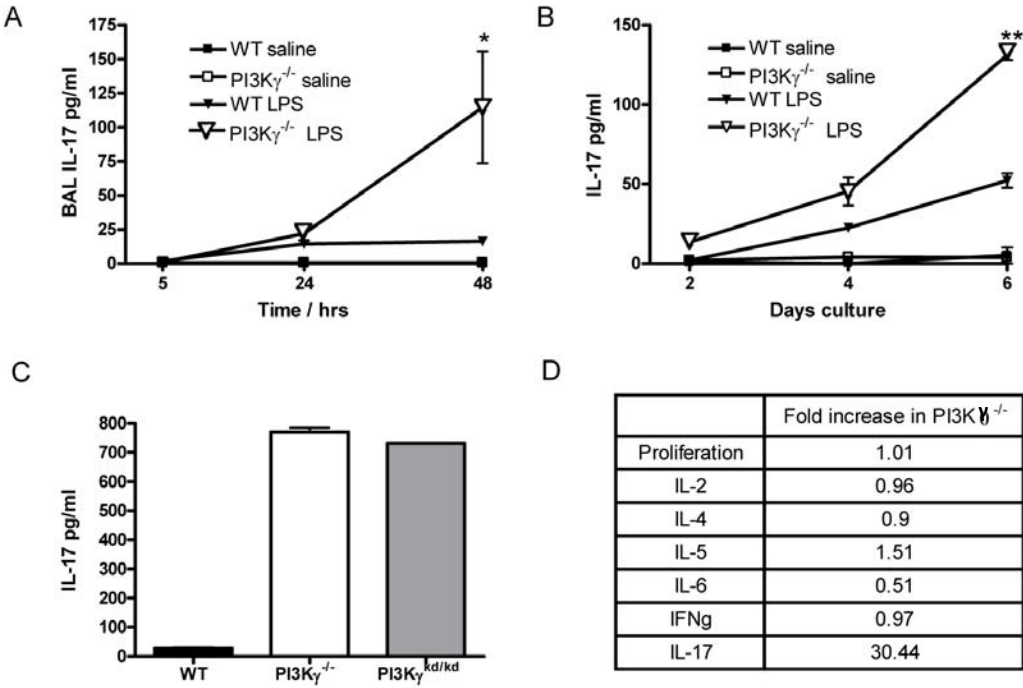 A
175
150
125
100
75
50
25
0
BAL IL-17 pg/ml
WT saline
PI3Kγ-/- saline
WT LPS
PI3Kγ-/- LPS
*
5 24 48
Time / hrs
B
150
100
50
0
IL-17 pg/ml
WT saline
PI3Kγ-/- saline
WT LPS
PI3Kγ-/- LPS
**
2 4 6
Days culture
C
800
700
600
500
400
300
200
100
0
IL-17 pg/ml
WT PI3Kγ-/- PI3Kγkd/kd
D
Fold increase in PI3Kγ-/-
Proliferation 1.01
IL-2 0.96
IL-4 0.9
IL-5 1.51
IL-6 0.51
IFNg 0.97
IL-17 30.44